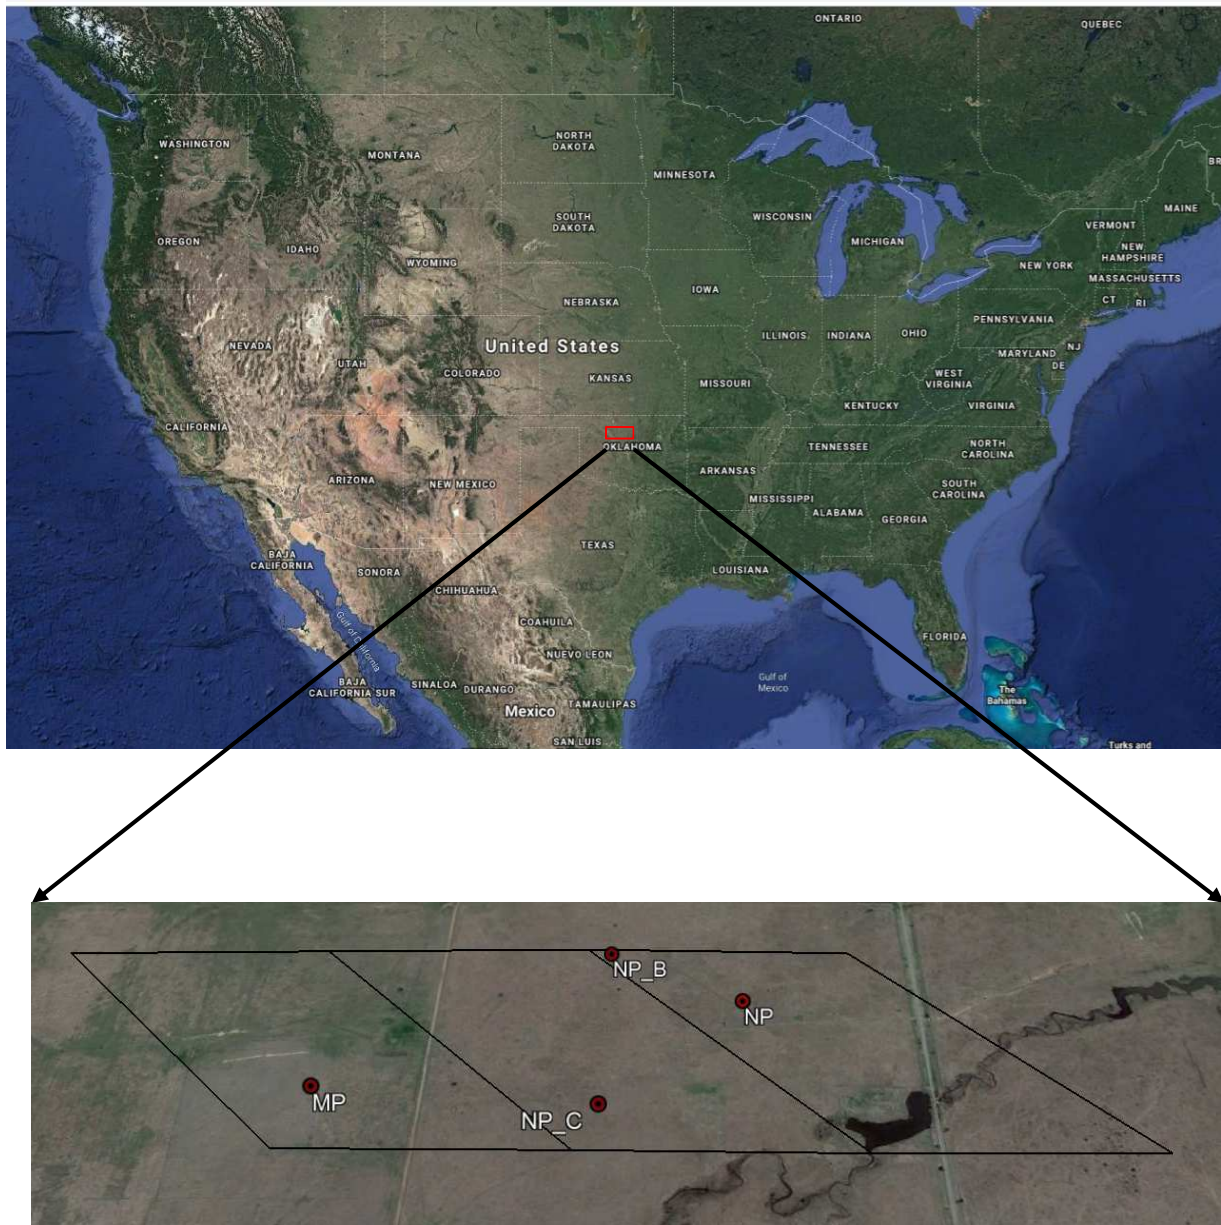 ONTARIO
QUEBEC
WASHINGTON
MONTANA
NORTH
DAKOTA
MINNESOTA
BR
MAINE
OREGON
IDAHO
SOUTH
DAKOTA
WISCONSIN
MICHIGAN
VERMONT
NEW
HAMPSHIRE
WYOMING
NEW YORK
MASSACHUSETTS
NEBRASKA
IOWA
CT
RI
NEVADA
United States
ILLINOIS
INDIANA
OHIO
PENNSYLVANIA
UTAH
COLORADO
KANSAS
MISSOURI
MARYLAND
NJ
DE
WEST
VIRGINIA
KENTUCKY
VIRGINIA
CALIFORNIA
OKLAHOMA
TENNESSEE
NORTH
CAROLINA
ARIZONA
NEW MEXICO
ARKANSAS
SOUTH
CAROLINA
MISSISSIPPI
ALABAMA
GEORGIA
TEXAS
BAJA
CALIFORNIA
SONORA
CHIHUAHUA
LOUISIANA
COAHUILA
Gulf of California
NUEVO LEON
FLORIDA
BAJA
CALIFORNIA SUR
SINALOA
DURANGO
Gulf of
Mexico
The
Bahamas
Mexico
TAMAULIPAS
SAN LUIS
Turks and
NP_B
NP
MP
NP_C